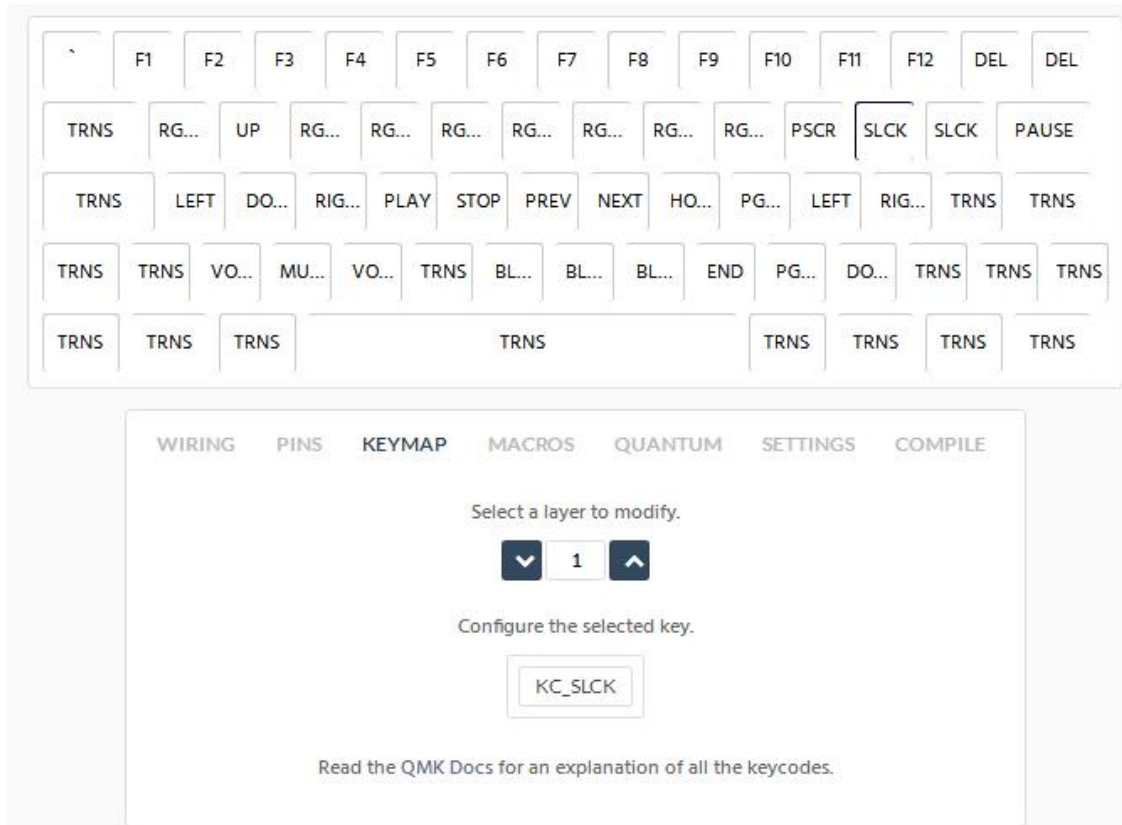 ` F1 F2 F3 F4 F5 F6 F7 F8 F9 F10 F11 F12 DEL DEL
TRNS RG... UP RG... RG... RG... RG... RG... RG... RG... PSCR SLCK SLCK PAUSE
TRNS LEFT DO... RIG... PLAY STOP PREV NEXT HO... PG... LEFT RIG... TRNS TRNS
TRNS TRNS VO... MU... VO... TRNS BL... BL... BL... END PG... DO... TRNS TRNS TRNS
TRNS TRNS TRNS TRNS TRNS TRNS TRNS TRNS
WIRING PINS KEYMAP MACROS QUANTUM SETTINGS COMPILE
Select a layer to modify.
1
Configure the selected key.
KC_SLCK
Read the QMK Docs for an explanation of all the keycodes.